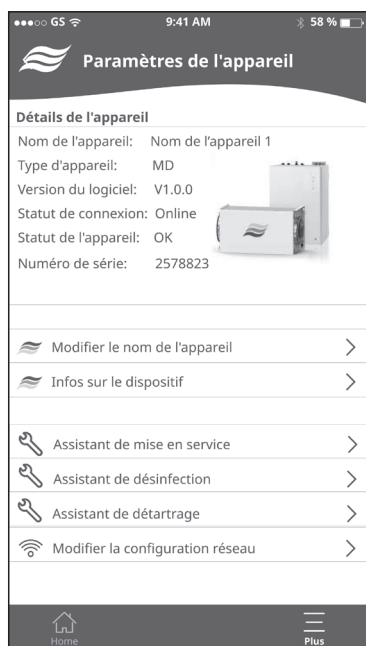 GS 9:41 AM 58 %
Paramètres de l'appareil
Détails de l'appareil
Nom de l'appareil: Nom de l’appareil 1
Type d'appareil: MD
Version du logiciel: V1.0.0
Statut de connexion: Online
Statut de l'appareil: OK
Numéro de série: 2578823
Modifier le nom de l'appareil
Infos sur le dispositif
Assistant de mise en service
Assistant de désinfection
Assistant de détartrage
Modifier la configuration réseau
Home Plus